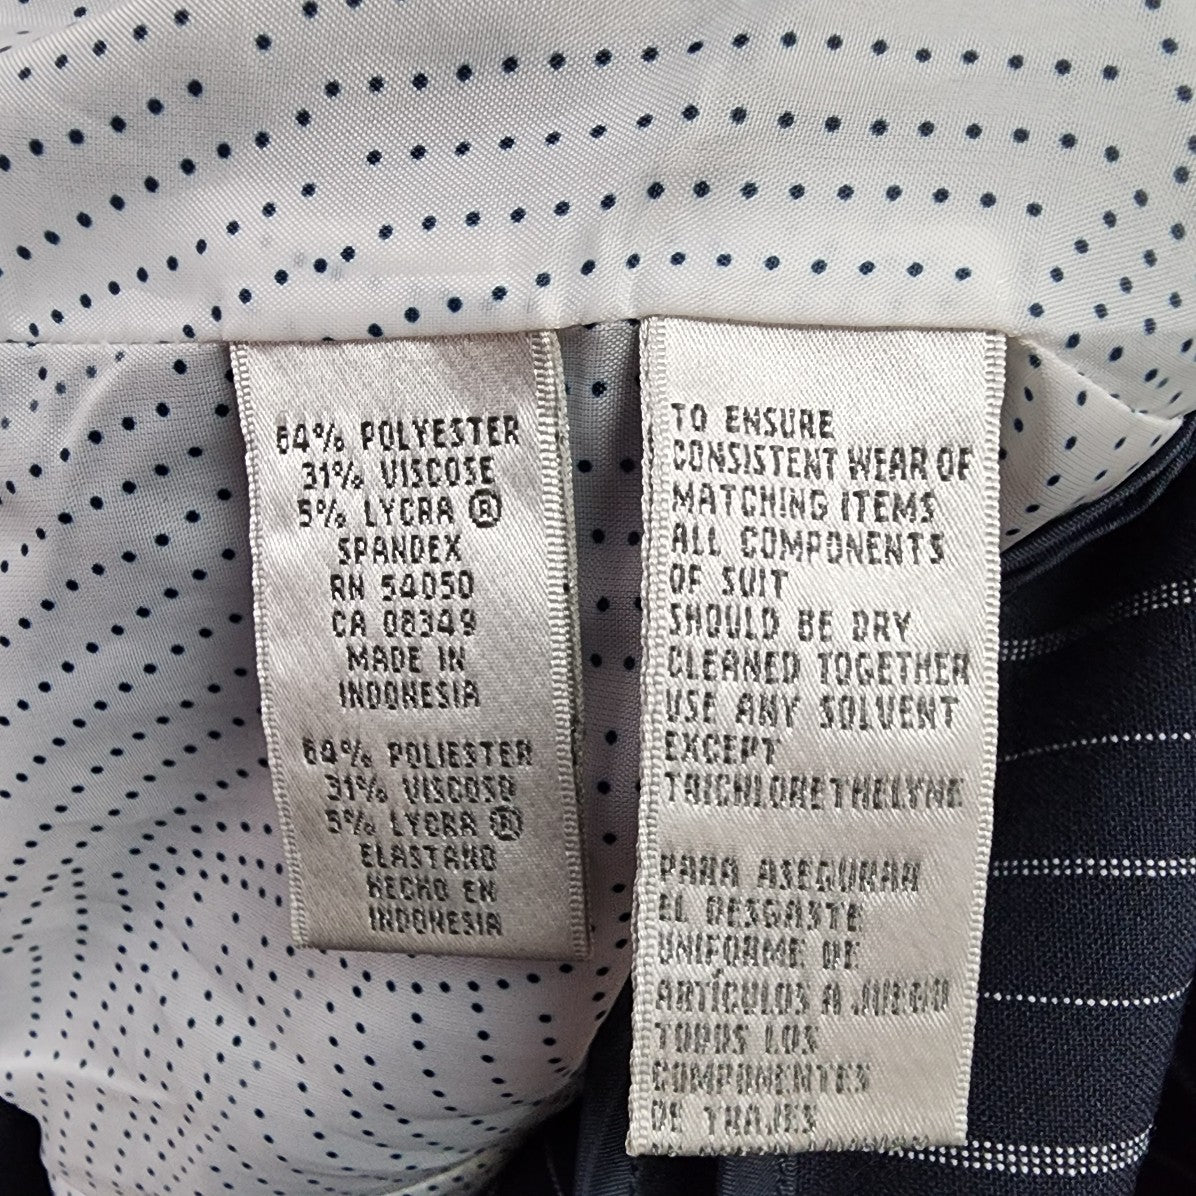 64% POLYESTER
31% VISCOSE
5% LYCRA ®
SPANDEX
RN 54050
CA 08349
MADE IN
INDONESIA
64% POLIESTER
31% VISCOSO
5% LYCRA ®
ELASTANO
HECHO EN
INDONESIA
TO ENSURE
CONSISTENT WEAR OF
MATCHING ITEMS
ALL COMPONENTS
OF SUIT
SHOULD BE DRY
CLEANED TOGETHER
USE ANY SOLVENT
EXCEPT
TRICHLORETHELYNE
PARA ASEGURAR
EL DESGASTE
UNIFORME DE
ARTÍCULOS A JUEGO
TODOS LOS
COMPONENTES
DE TRAJES